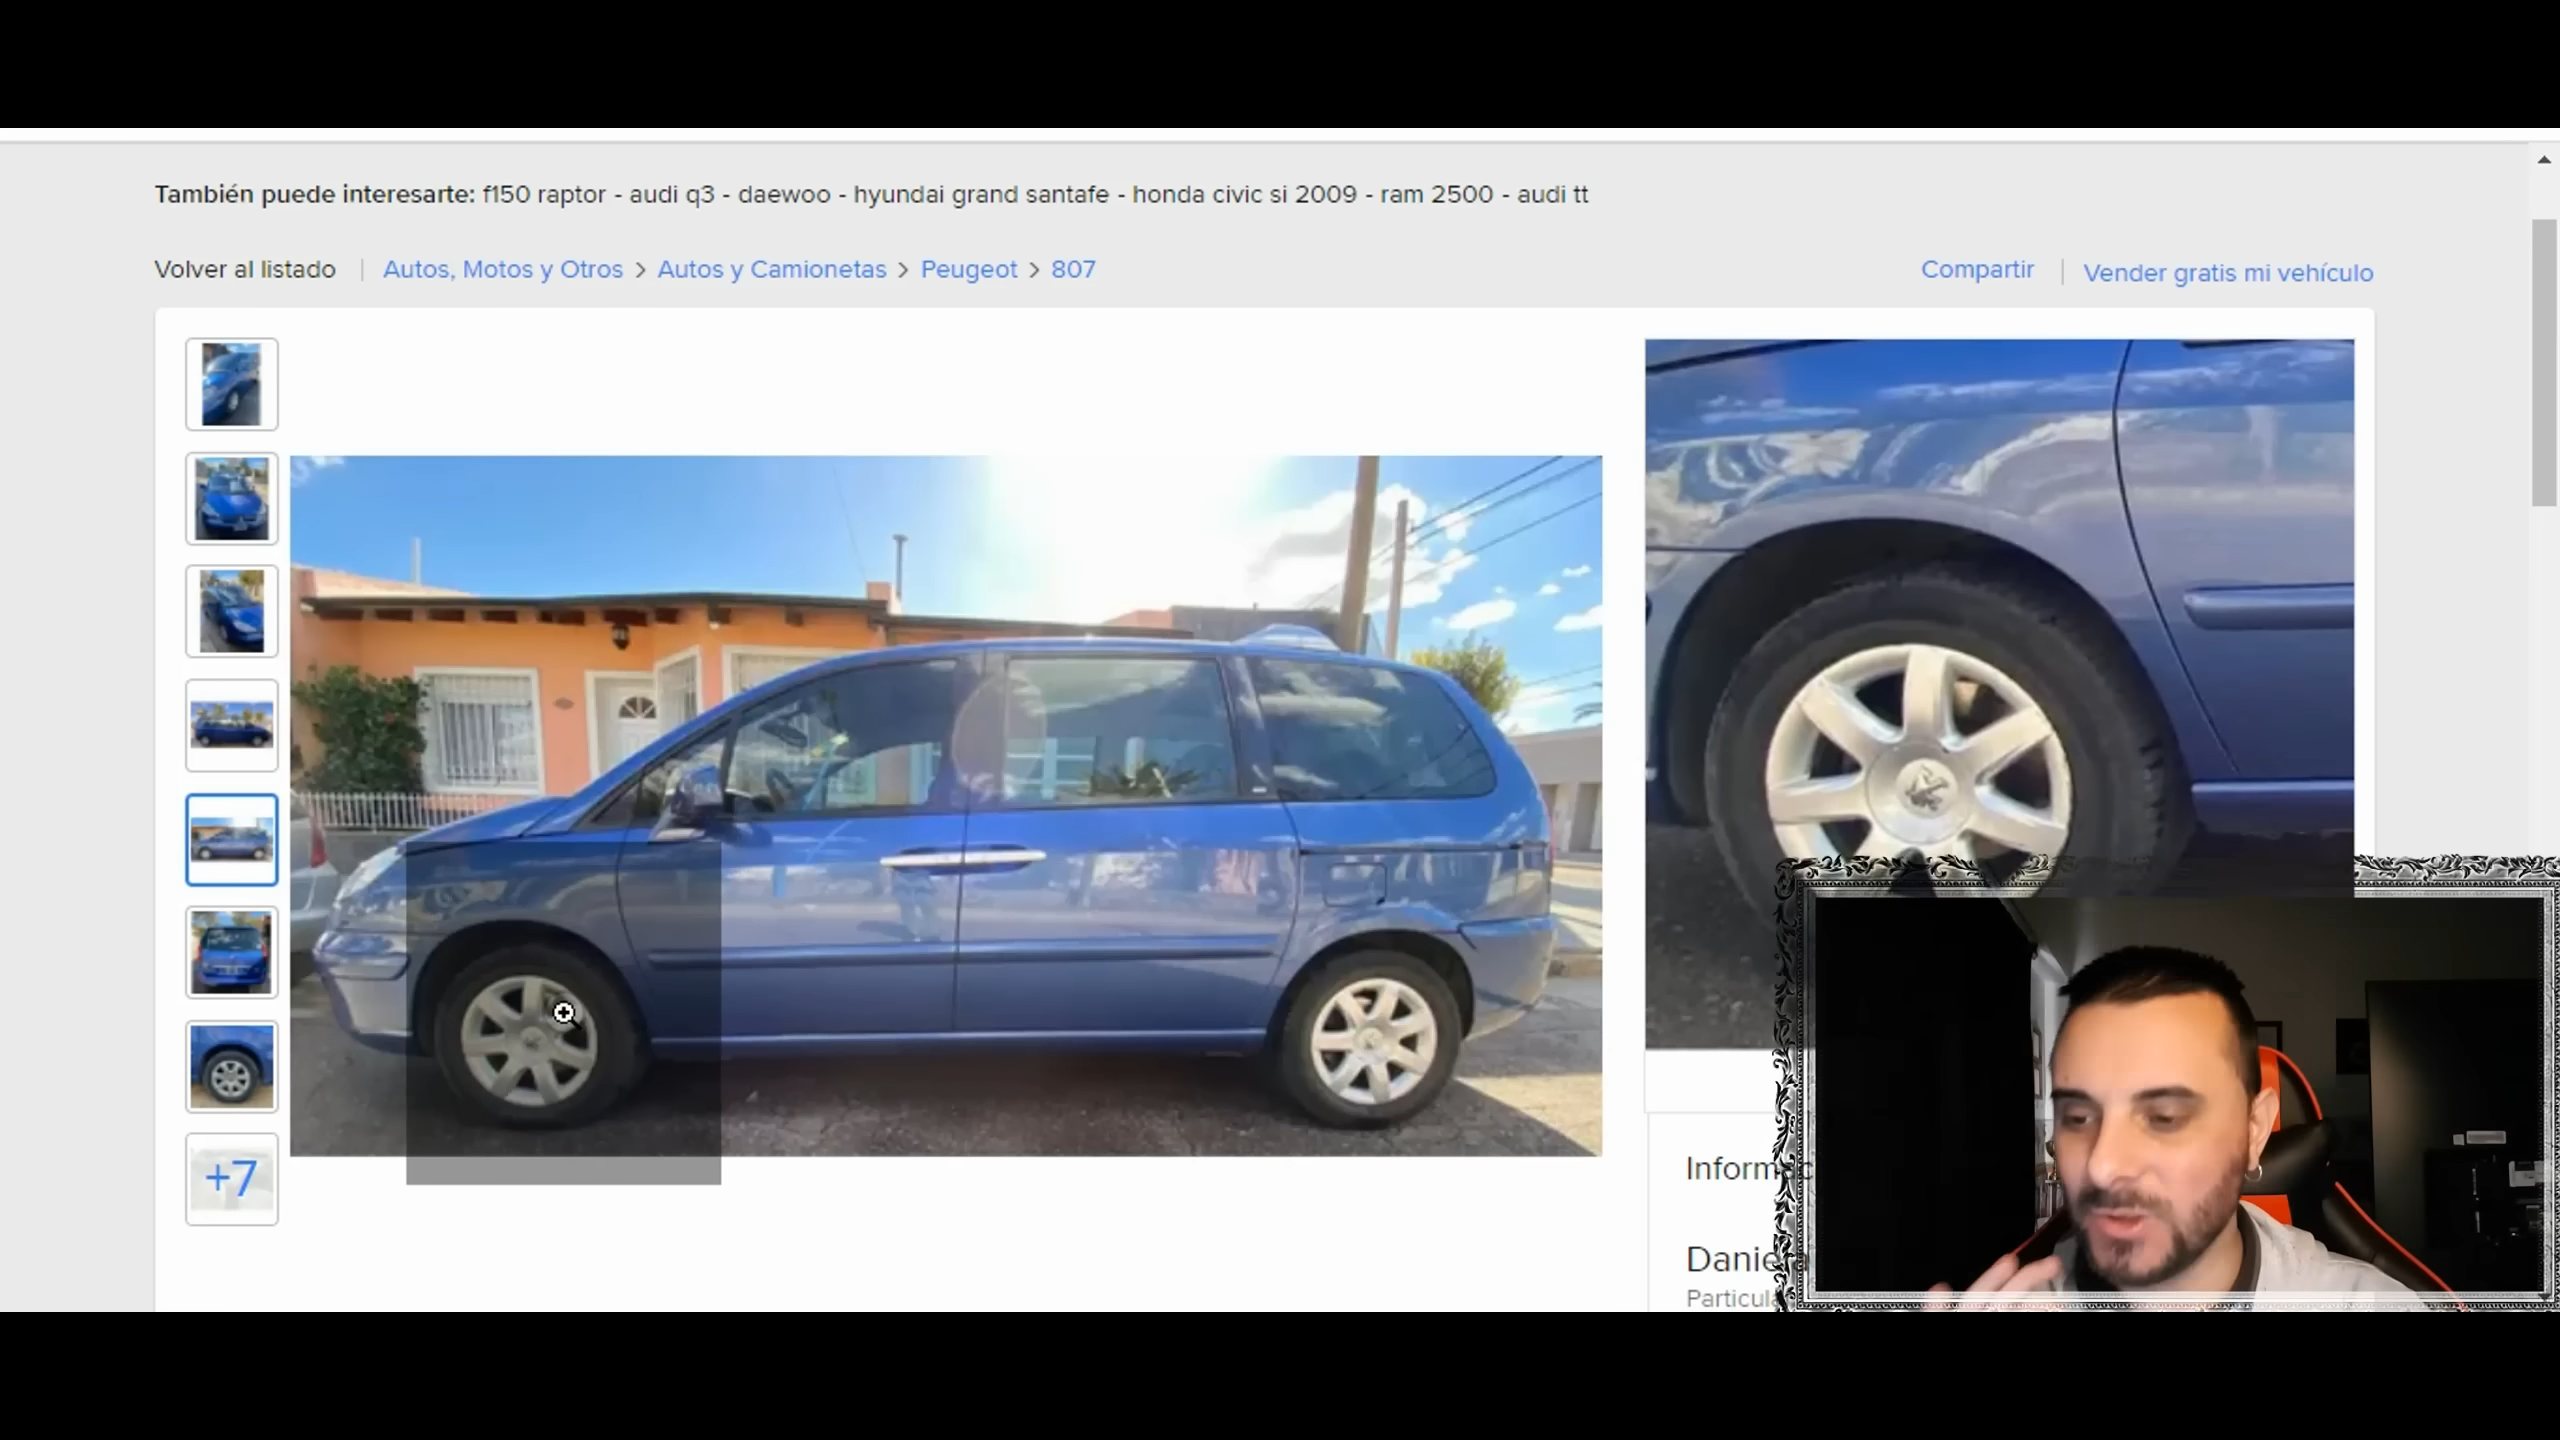 También puede interesarte: f150 raptor - audi q3 - daewoo - hyundai grand santafe - honda civic si 2009 - ram 2500 - audi tt
Volver al listado | Autos, Motos y Otros > Autos y Camionetas > Peugeot > 807
Compartir | Vender gratis mi vehículo
+7